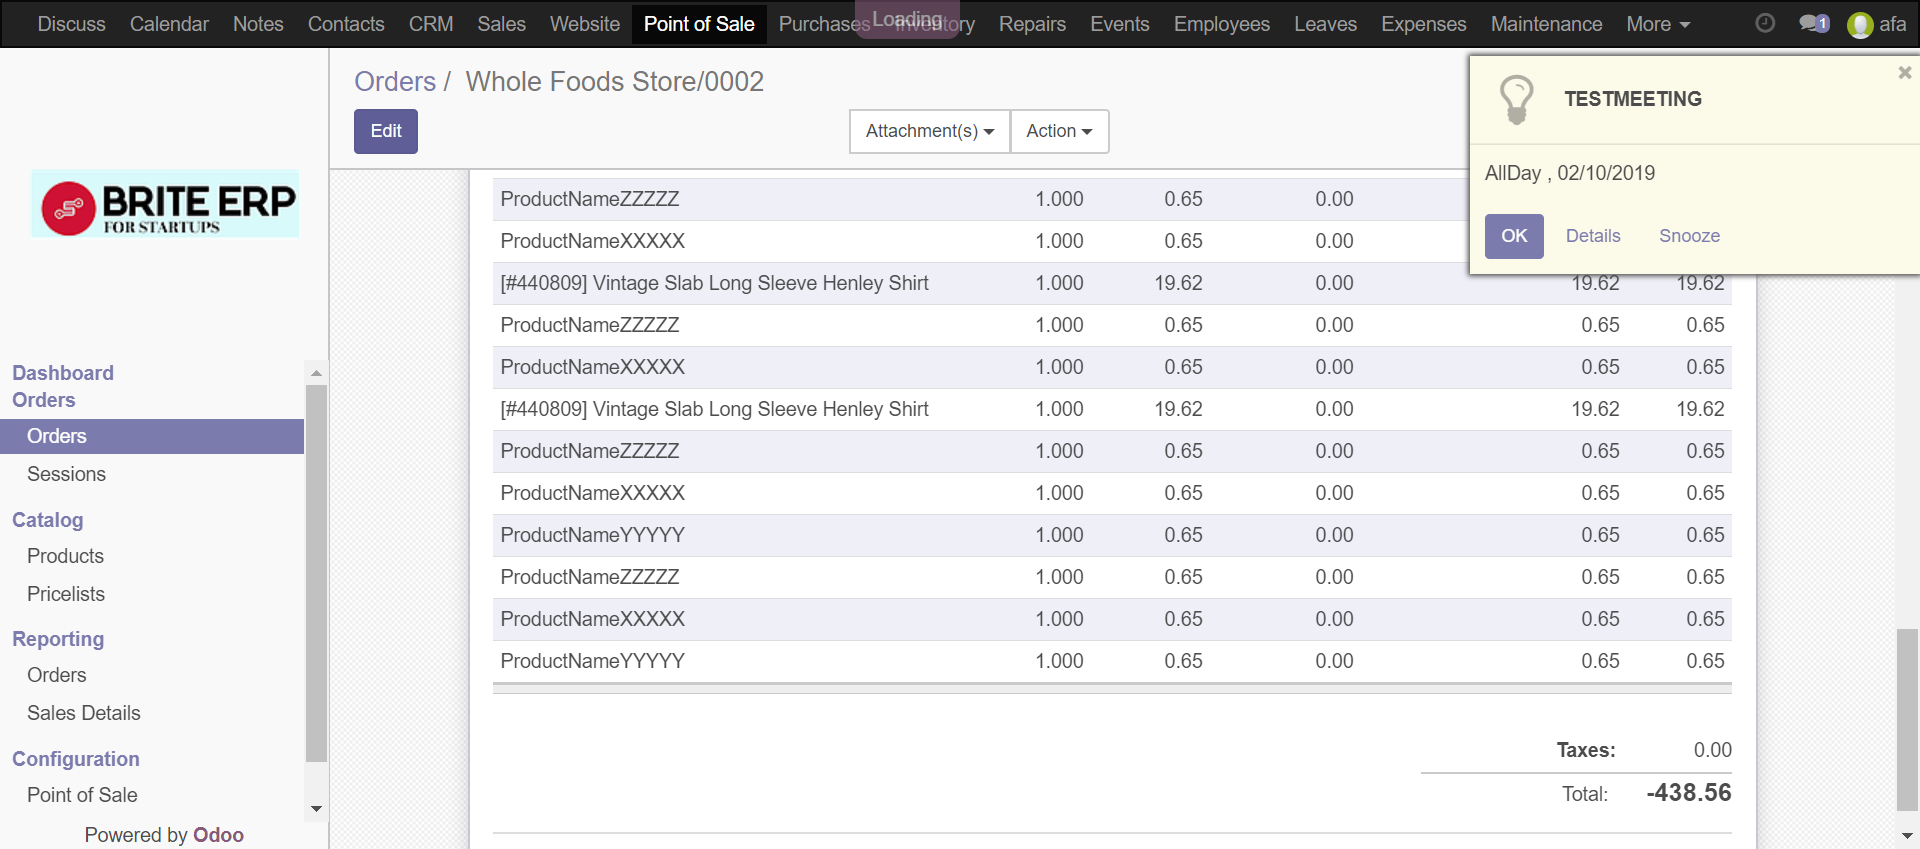 Discuss Calendar Notes Contacts CRM Sales Website Point of Sale Purchases Inventory Repairs Events Employees Leaves Expenses Maintenance More 1 afa
Loading
Orders / Whole Foods Store/0002
Edit Attachment(s) Action
TESTMEETING
AllDay , 02/10/2019
OK Details Snooze
BRITE ERP
FOR STARTUPS
Dashboard
Orders
Orders
Sessions
Catalog
Products
Pricelists
Reporting
Orders
Sales Details
Configuration
Point of Sale
Powered by Odoo
ProductNameZZZZZ 1.000 0.65 0.00
ProductNameXXXXX 1.000 0.65 0.00
[#440809] Vintage Slab Long Sleeve Henley Shirt 1.000 19.62 0.00 19.62 19.62
ProductNameZZZZZ 1.000 0.65 0.00 0.65 0.65
ProductNameXXXXX 1.000 0.65 0.00 0.65 0.65
[#440809] Vintage Slab Long Sleeve Henley Shirt 1.000 19.62 0.00 19.62 19.62
ProductNameZZZZZ 1.000 0.65 0.00 0.65 0.65
ProductNameXXXXX 1.000 0.65 0.00 0.65 0.65
ProductNameYYYYY 1.000 0.65 0.00 0.65 0.65
ProductNameZZZZZ 1.000 0.65 0.00 0.65 0.65
ProductNameXXXXX 1.000 0.65 0.00 0.65 0.65
ProductNameYYYYY 1.000 0.65 0.00 0.65 0.65
Taxes: 0.00
Total: -438.56